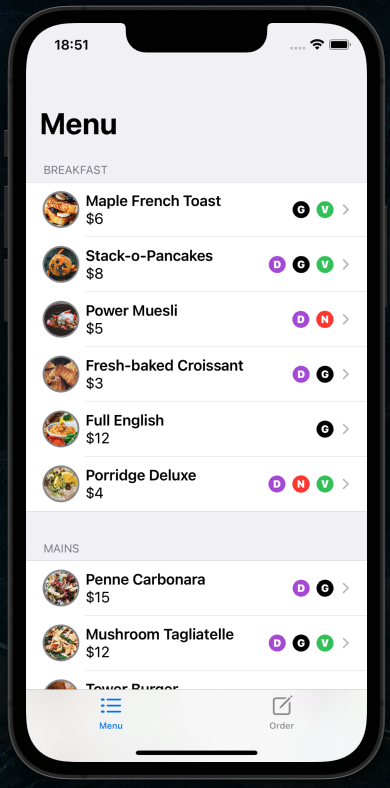 18:51
Menu
BREAKFAST
Maple French Toast
$6
G V
Stack-o-Pancakes
$8
D G V
Power Muesli
$5
D N
Fresh-baked Croissant
$3
D G
Full English
$12
G
Porridge Deluxe
$4
D N V
MAINS
Penne Carbonara
$15
D G
Mushroom Tagliatelle
$12
D G V
Tower Burger
Menu
Order